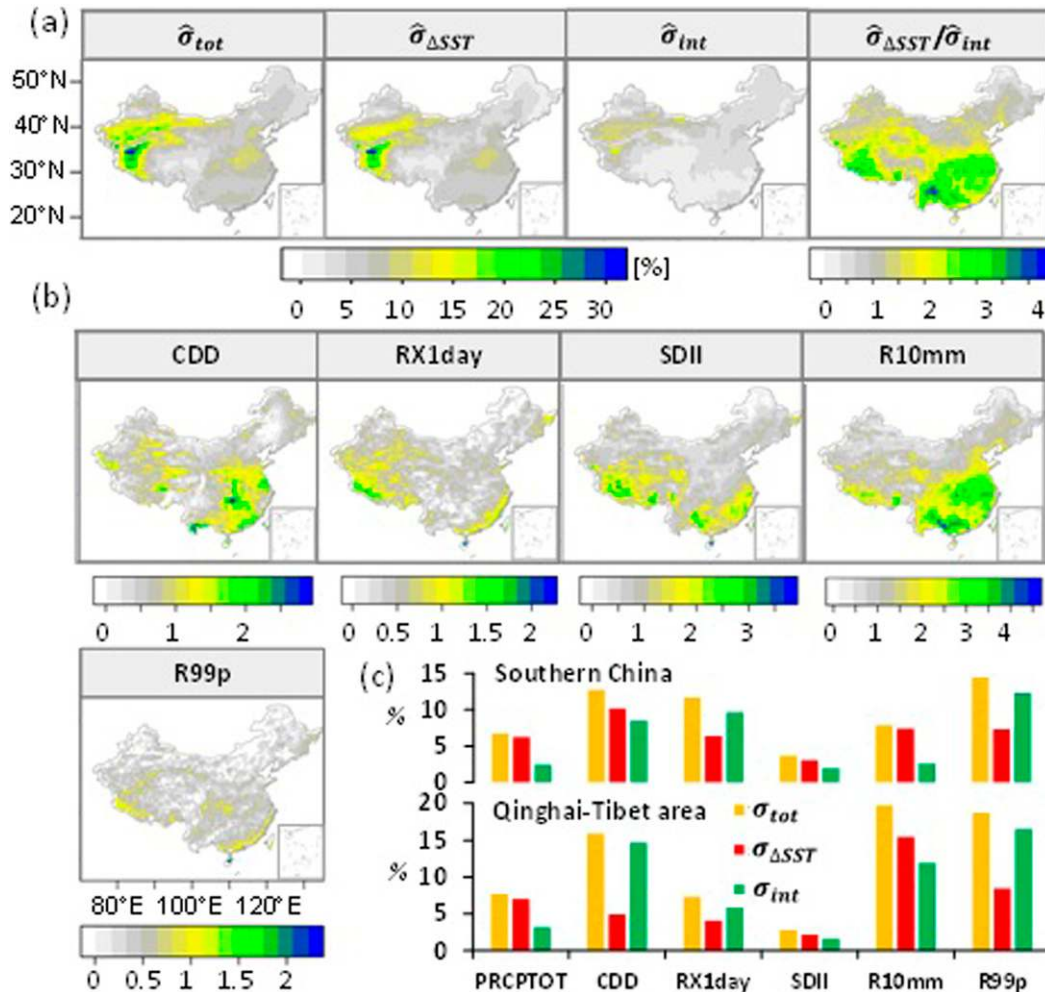 (a)
σ̂tot σ̂ΔSST σ̂int σ̂ΔSST/σ̂int
50°N
40°N
30°N
20°N
0 5 10 15 20 25 30 [%]
0 1 2 3 4
(b)
CDD RX1day SDII R10mm
0 1 2
0 0.5 1 1.5 2
0 1 2 3
0 1 2 3 4
R99p
80°E 100°E 120°E
0 0.5 1 1.5 2
(c)
Southern China
%
15
10
5
0
Qinghai-Tibet area
%
20
15
10
5
0
σtot
σΔSST
σint
PRCPTOT CDD RX1day SDII R10mm R99p